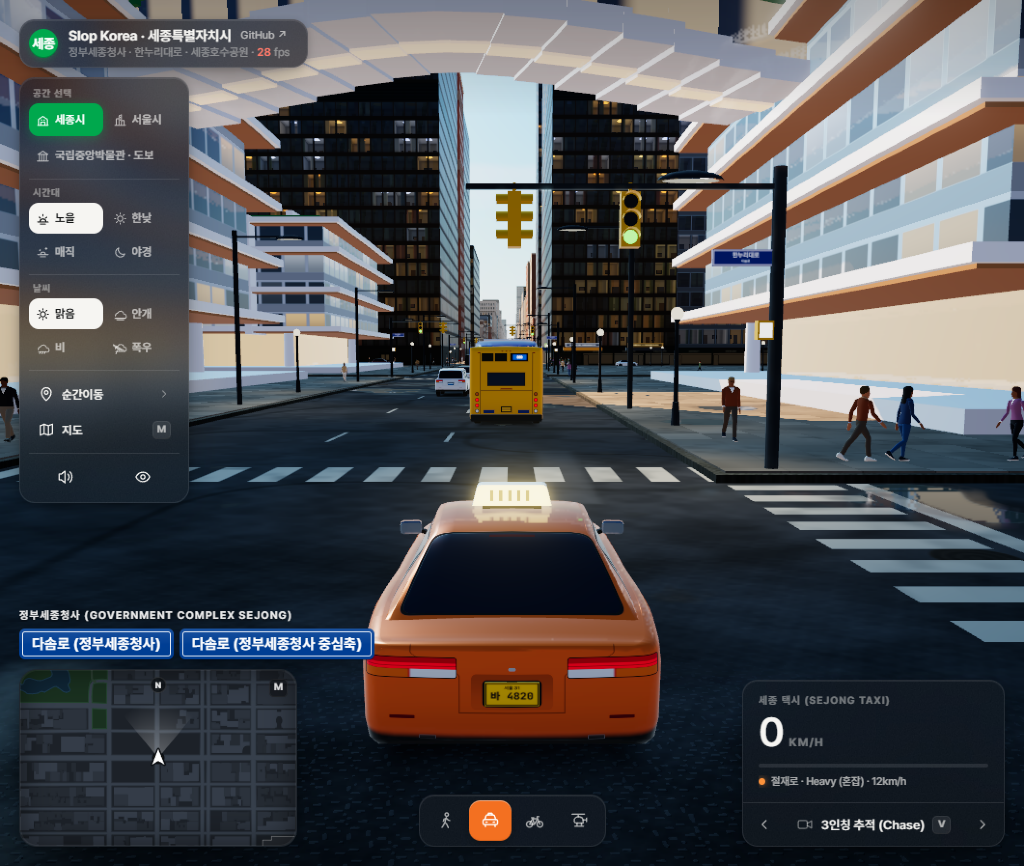 세종
Slop Korea · 세종특별자치시 GitHub ↗
정부세종청사 · 한누리대로 · 세종호수공원 · 28 fps
공간 선택
세종시 서울시
국립중앙박물관 · 도보
시간대
노을 한낮
매직 야경
날씨
맑음 안개
비 폭우
순간이동
지도 M
한누리대로
정부세종청사 (GOVERNMENT COMPLEX SEJONG)
다솜로 (정부세종청사) 다솜로 (정부세종청사 중심축)
N M
바 4820
세종 택시 (SEJONG TAXI)
0 KM/H
절재로 · Heavy (혼잡) · 12km/h
3인칭 추적 (Chase) V